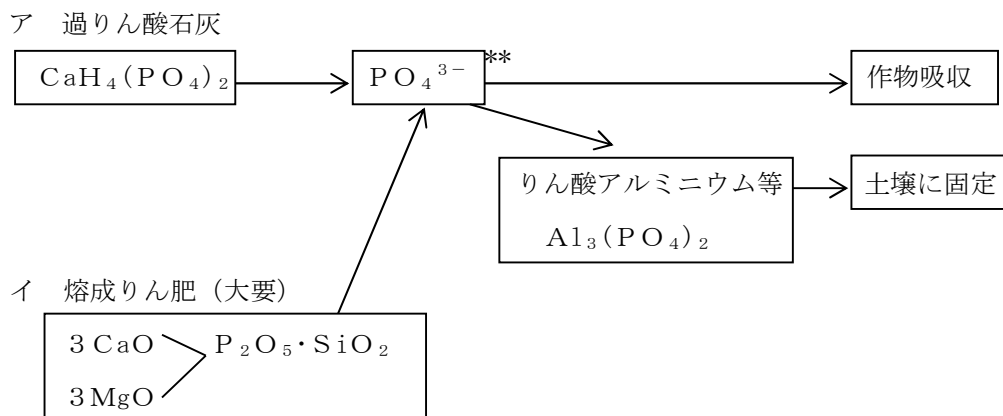 ア　過りん酸石灰
CaH₄(PO₄)₂
PO₄³⁻**
作物吸収
りん酸アルミニウム等
Al₃(PO₄)₂
土壌に固定
イ　熔成りん肥（大要）
3CaO
P₂O₅・SiO₂
3MgO